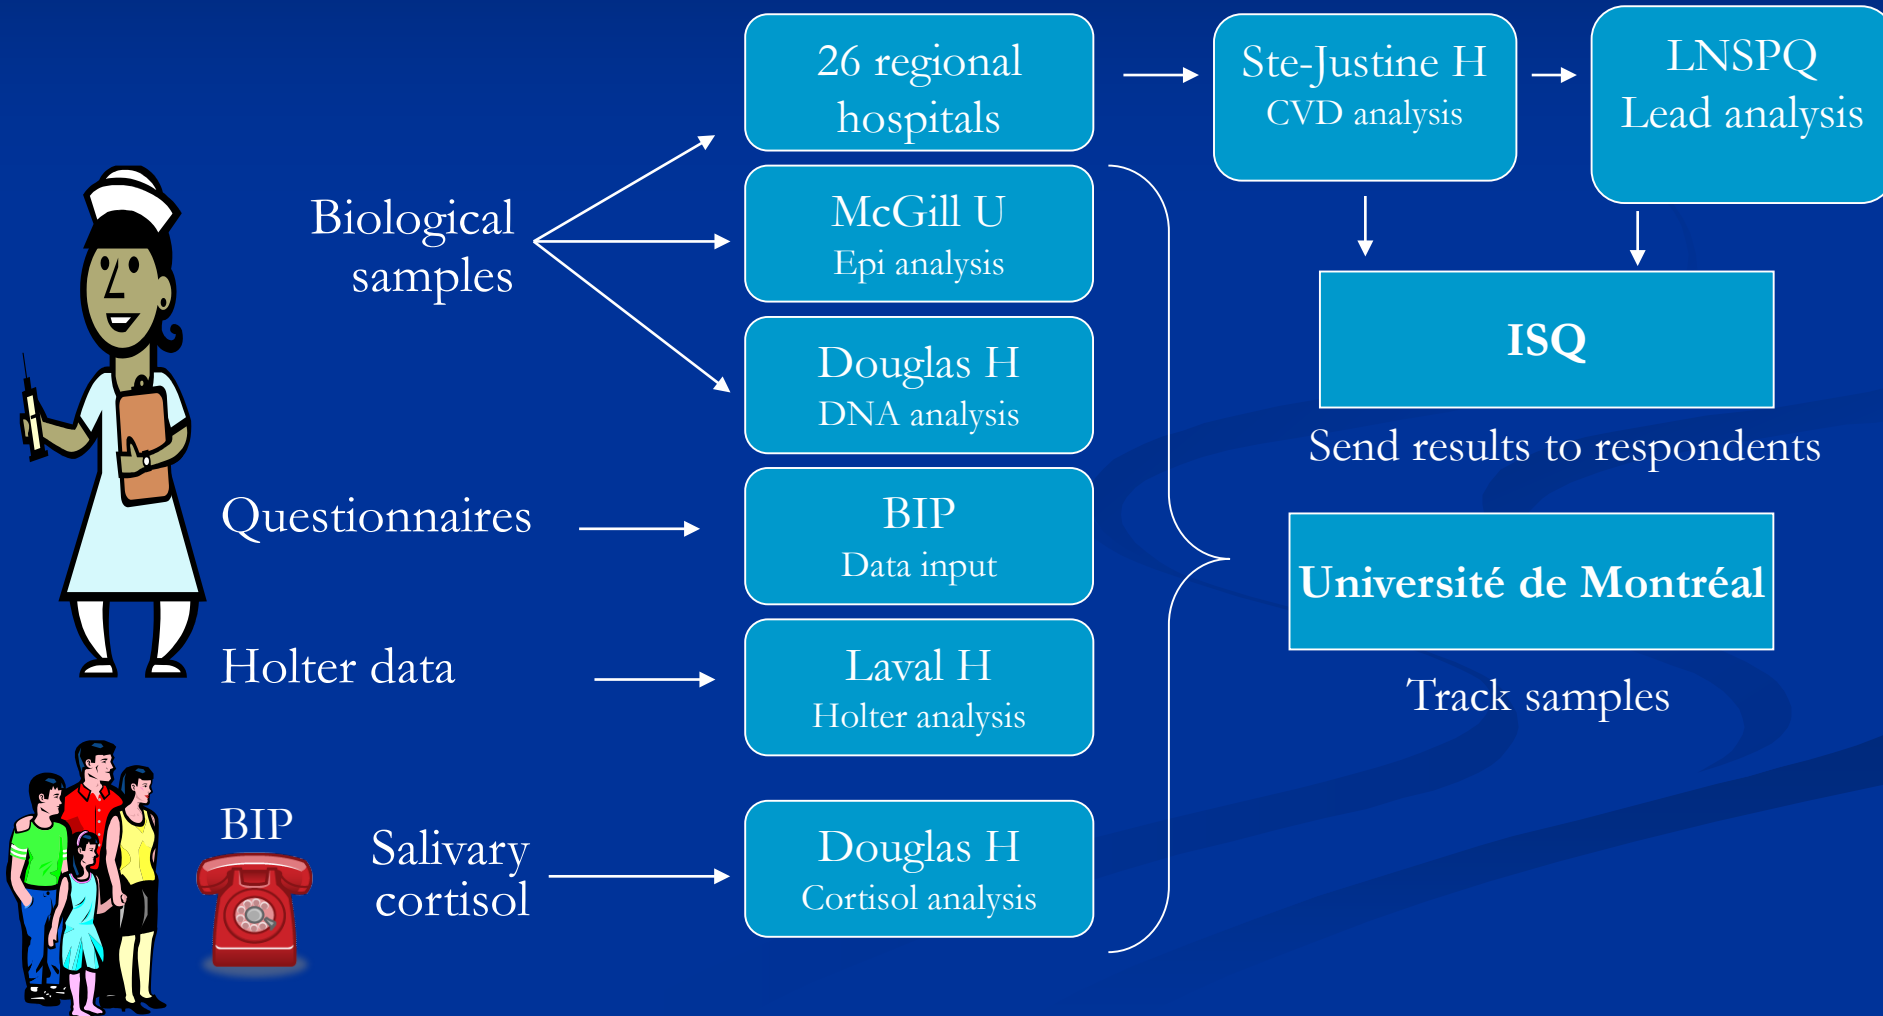 26 regional
hospitals
Ste-Justine H
CVD analysis
LNSPQ
Lead analysis
Biological
samples
McGill U
Epi analysis
Douglas H
DNA analysis
ISQ
Send results to respondents
Questionnaires
BIP
Data input
Université de Montréal
Track samples
Holter data
Laval H
Holter analysis
BIP
Salivary
cortisol
Douglas H
Cortisol analysis